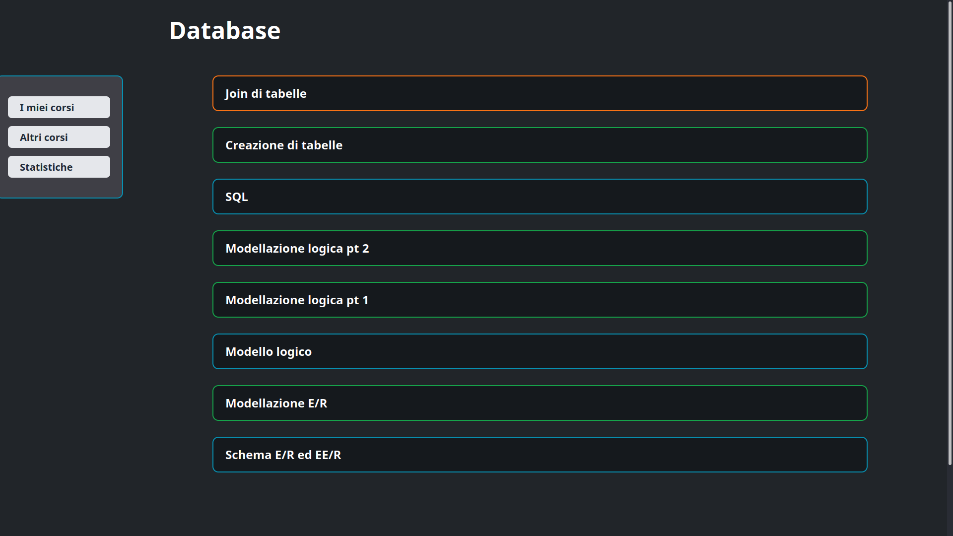 Database
I miei corsi
Altri corsi
Statistiche
Join di tabelle
Creazione di tabelle
SQL
Modellazione logica pt 2
Modellazione logica pt 1
Modello logico
Modellazione E/R
Schema E/R ed EE/R